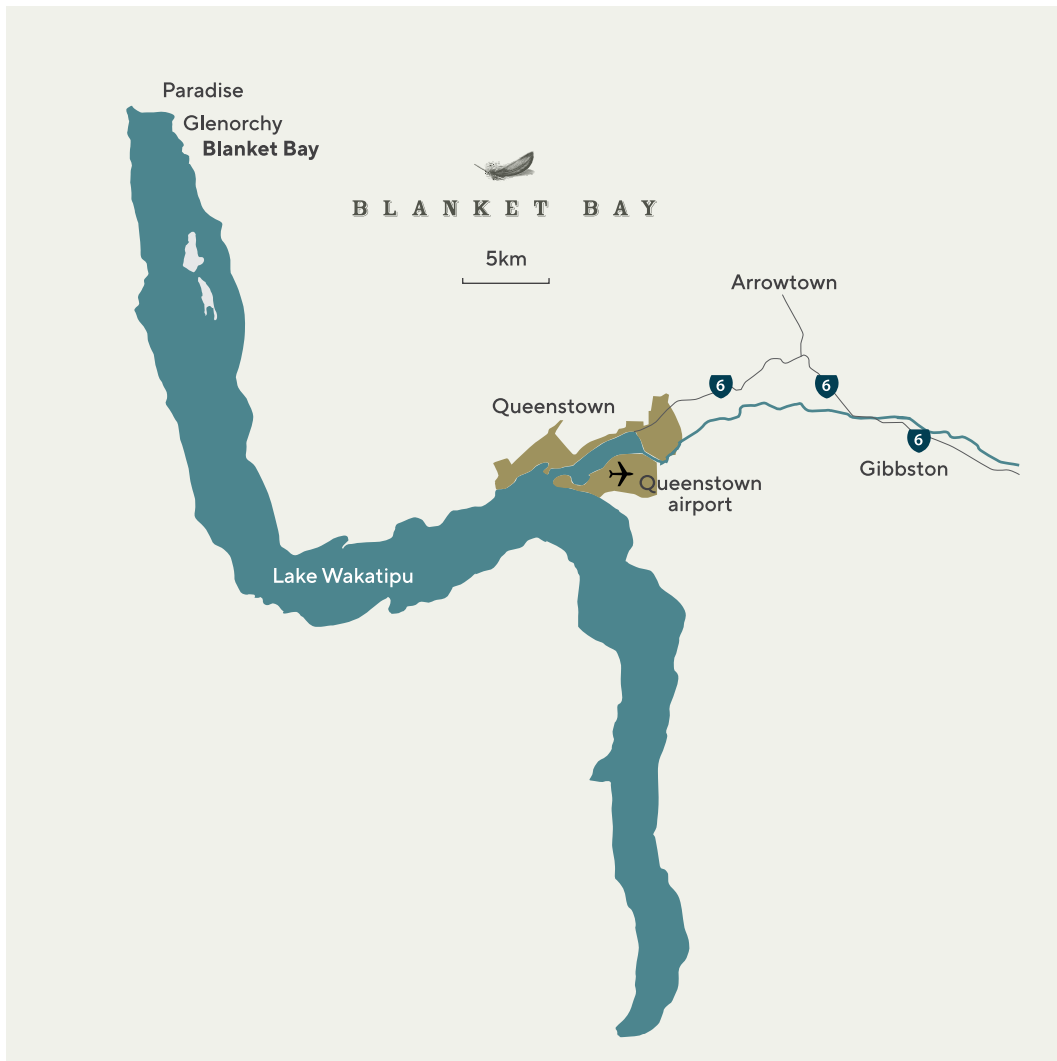 Paradise
Glenorchy
Blanket Bay
BLANKET BAY
5km
Arrowtown
6
6
Queenstown
6
Gibbston
Queenstown
airport
Lake Wakatipu